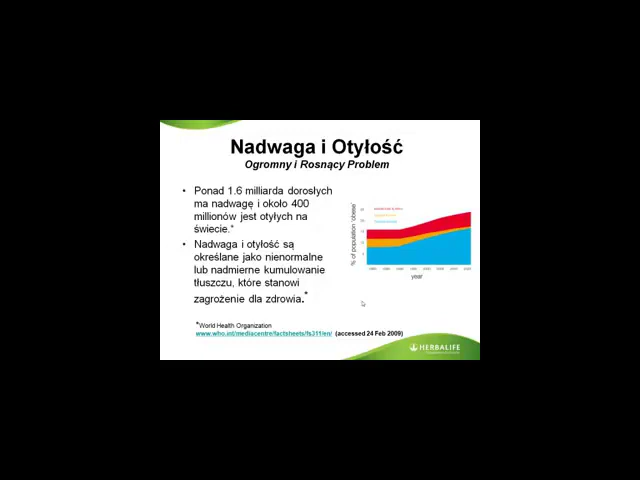 Nadwaga i Otyłość
Ogromny i Rosnący Problem
• Ponad 1.6 milliarda dorosłych
ma nadwagę i około 400
millionów jest otyłych na
świecie.*
• Nadwaga i otyłość są
określane jako nienormalne
lub nadmierne kumulowanie
tłuszczu, które stanowi
zagrożenie dla zdrowia.*
% of population 'obese'
year
*World Health Organization
www.who.int/mediacentre/factsheets/fs311/en/ (accessed 24 Feb 2009)
HERBALIFE